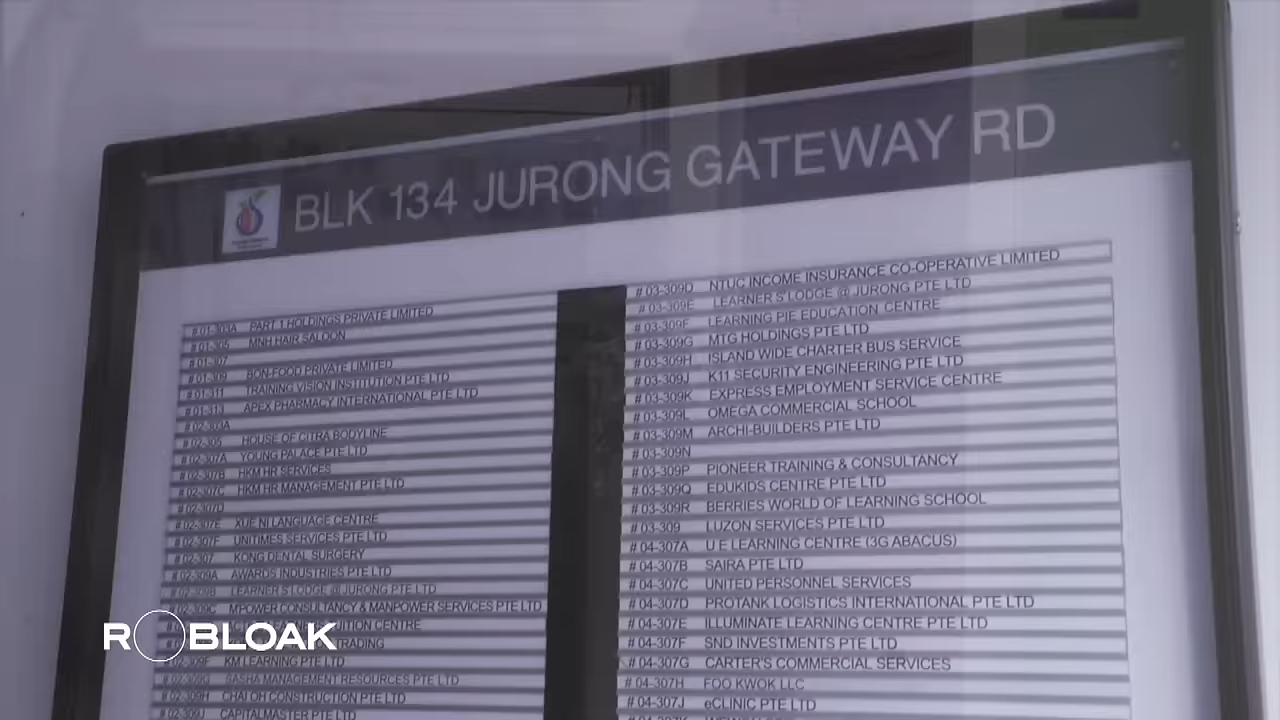 BLK 134 JURONG GATEWAY RD
# 01-303A PART 1 HOLDINGS PRIVATE LIMITED
# 01-305 MNH HAIR SALOON
# 01-307
# 01-309 BON-FOOD PRIVATE LIMITED
# 01-311 TRAINING VISION INSTITUTION PTE LTD
# 01-313 APEX PHARMACY INTERNATIONAL PTE LTD
# 02-303A
# 02-305 HOUSE OF CITRA BODYLINE
# 02-307A YOUNG PALACE PTE LTD
# 02-307B HKM HR SERVICES
# 02-307C HKM HR MANAGEMENT PTE LTD
# 02-307D
# 02-307E XUE NI LANGUAGE CENTRE
# 02-307F UNITIMES SERVICES PTE LTD
# 02-307 KONG DENTAL SURGERY
# 02-309A AWARDS INDUSTRIES PTE LTD
# 02-309B LEARNER'S LODGE @ JURONG PTE LTD
# 02-309C MPOWER CONSULTANCY & MANPOWER SERVICES PTE LTD
TUITION CENTRE
TRADING
# 02-309F KM LEARNING PTE LTD
# 02-309G SASHA MANAGEMENT RESOURCES PTE LTD
# 02-309H CHAI OH CONSTRUCTION PTE LTD
# 02-309J CAPITALMASTER PTE LTD
# 03-309D NTUC INCOME INSURANCE CO-OPERATIVE LIMITED
# 03-309E LEARNER'S LODGE @ JURONG PTE LTD
# 03-309F LEARNING PIE EDUCATION CENTRE
# 03-309G MTG HOLDINGS PTE LTD
# 03-309H ISLAND WIDE CHARTER BUS SERVICE
# 03-309J K11 SECURITY ENGINEERING PTE LTD
# 03-309K EXPRESS EMPLOYMENT SERVICE CENTRE
# 03-309L OMEGA COMMERCIAL SCHOOL
# 03-309M ARCHI-BUILDERS PTE LTD
# 03-309N
# 03-309P PIONEER TRAINING & CONSULTANCY
# 03-309Q EDUKIDS CENTRE PTE LTD
# 03-309R BERRIES WORLD OF LEARNING SCHOOL
# 03-309 LUZON SERVICES PTE LTD
# 04-307A U E LEARNING CENTRE (3G ABACUS)
# 04-307B SAIRA PTE LTD
# 04-307C UNITED PERSONNEL SERVICES
# 04-307D PROTANK LOGISTICS INTERNATIONAL PTE LTD
# 04-307E ILLUMINATE LEARNING CENTRE PTE LTD
# 04-307F SND INVESTMENTS PTE LTD
# 04-307G CARTER'S COMMERCIAL SERVICES
# 04-307H FOO KWOK LLC
# 04-307J eCLINIC PTE LTD
ROBLOAK